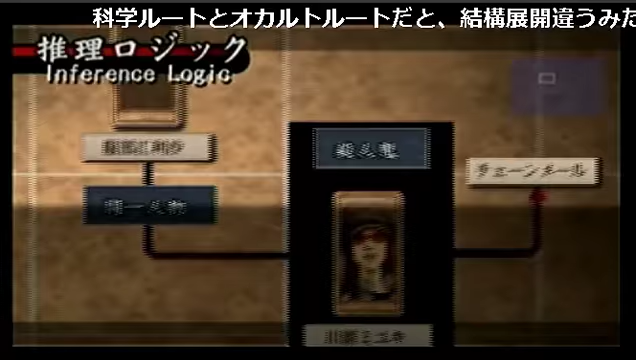 科学ルートとオカルトルートだと、結構展開違うみた
推理ロジック
Inference Logic
殺人鬼
チェーンメール
同一人物